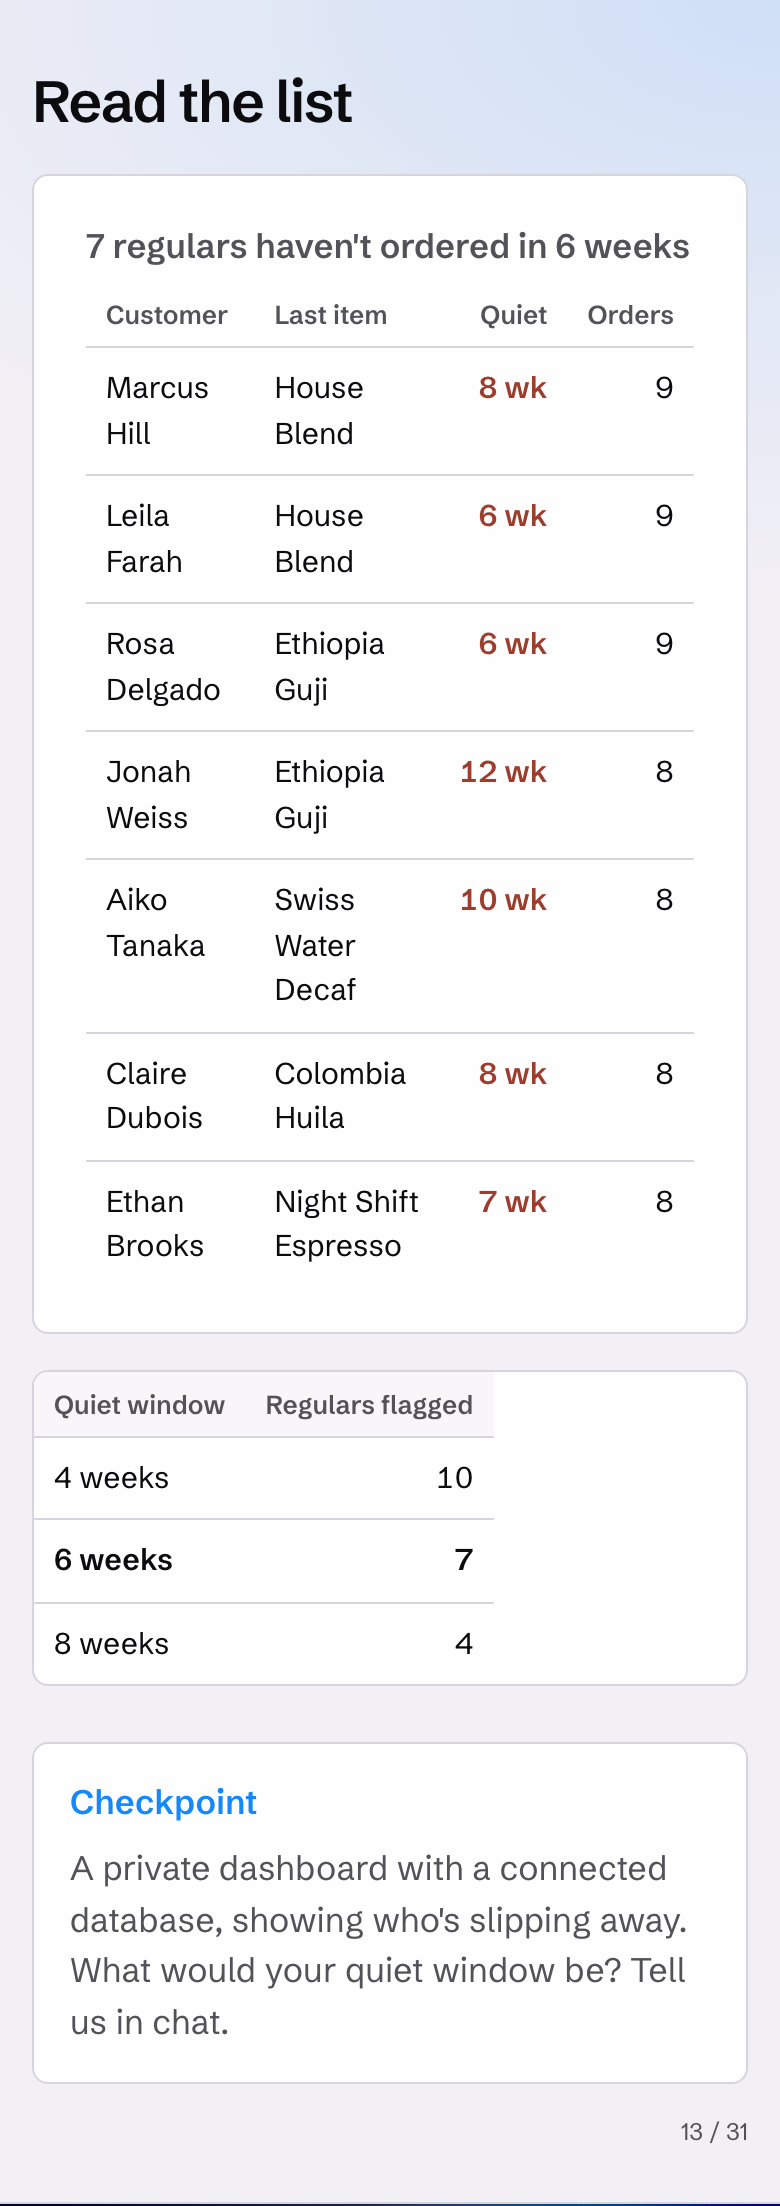 Read the list
7 regulars haven't ordered in 6 weeks
Customer Last item Quiet Orders
Marcus House 8 wk 9
Hill Blend
Leila House 6 wk 9
Farah Blend
Rosa Ethiopia 6 wk 9
Delgado Guji
Jonah Ethiopia 12 wk 8
Weiss Guji
Aiko Swiss 10 wk 8
Tanaka Water
Decaf
Claire Colombia 8 wk 8
Dubois Huila
Ethan Night Shift 7 wk 8
Brooks Espresso
Quiet window Regulars flagged
4 weeks 10
6 weeks 7
8 weeks 4
Checkpoint
A private dashboard with a connected
database, showing who's slipping away.
What would your quiet window be? Tell
us in chat.
13 / 31